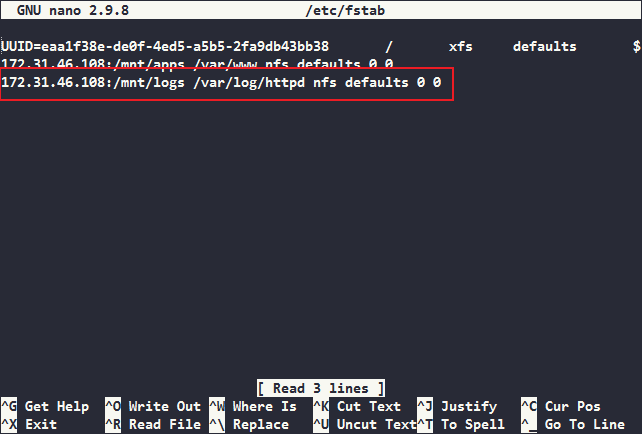 GNU nano 2.9.8 /etc/fstab
UUID=eaa1f38e-de0f-4ed5-a5b5-2fa9db43bb38 / xfs defaults $
172.31.46.108:/mnt/apps /var/www nfs defaults 0 0
172.31.46.108:/mnt/logs /var/log/httpd nfs defaults 0 0
[ Read 3 lines ]
^G Get Help ^O Write Out ^W Where Is ^K Cut Text ^J Justify ^C Cur Pos
^X Exit ^R Read File ^\ Replace ^U Uncut Text ^T To Spell ^_ Go To Line